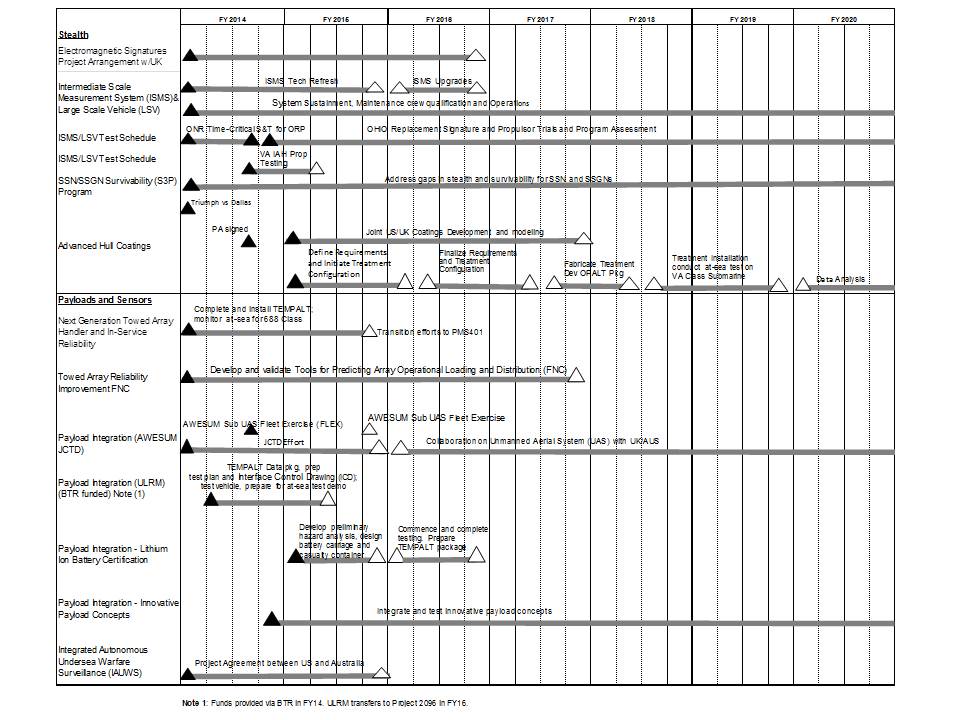 FY 2014 FY 2015 FY 2016 FY 2017 FY 2018 FY 2019 FY 2020
Stealth
Electromagnetic Signatures
Project Arrangement w/UK
Intermediate Scale
Measurement System (ISMS)&
Large Scale Vehicle (LSV)
ISMS Tech Refresh
ISMS Upgrades
System Sustainment, Maintenance crew qualification and Operations
ISMS/LSV Test Schedule
ONR Time-Critical S&T for ORP
OHIO Replacement Signature and Propulsor Trials and Program Assessment
ISMS/LSV Test Schedule
VA IAH Prop
Testing
SSN/SSGN Survivability (S3P)
Program
Address gaps in stealth and survivability for SSN and SSGNs
Triumph vs Dallas
Advanced Hull Coatings
PA signed
Joint US/UK Coatings Development and modeling
Define Requirements
and Initiate Treatment
Configuration
Finalize Requirements
and Treatment
Configuration
Fabricate Treatment
Dev OPALT Pkg
Treatment installation
conduct at-sea test on
VA Class Submarine
Data Analysis
Payloads and Sensors
Next Generation Towed Array
Handler and In-Service
Reliability
Complete and install TEMPALT;
monitor at-sea for 688 Class
Transition efforts to PMS401
Towed Array Reliability
Improvement FNC
Develop and validate Tools for Predicting Array Operational Loading and Distribution (FNC)
Payload Integration (AWESUM
JCTD)
AWESUM Sub UAS Fleet Exercise (FLEX)
AWESUM Sub UAS Fleet Exercise
JCTD Effort
Collaboration on Unmanned Aerial System (UAS) with UK/AUS
Payload Integration (ULRM)
(BTR funded) Note (1)
TEMPALT Data pkg, prep
test plan and Interface Control Drawing (ICD);
test vehicle, prepare for at-sea test demo
Payload Integration - Lithium
Ion Battery Certification
Develop preliminary
hazard analysis, design
battery carriage and
casualty container
Commence and complete
testing. Prepare
TEMPALT package
Payload Integration - Innovative
Payload Concepts
Integrate and test innovative payload concepts
Integrated Autonomous
Undersea Warfare
Surveillance (IAUWS)
Project Agreement between US and Australia
Note 1: Funds provided via BTR in FY14. ULRM transfers to Project 2096 in FY16.